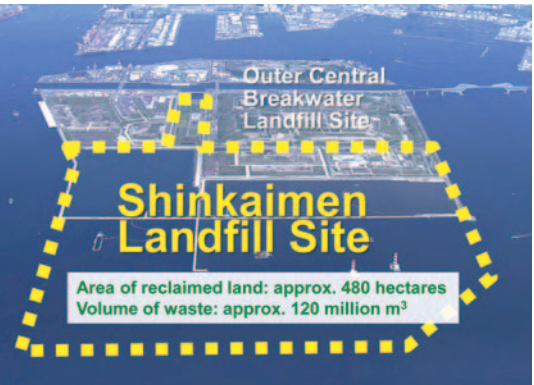 Outer Central
Breakwater
Landfill Site
Shinkaimen
Landfill Site
Area of reclaimed land: approx. 480 hectares
Volume of waste: approx. 120 million m³